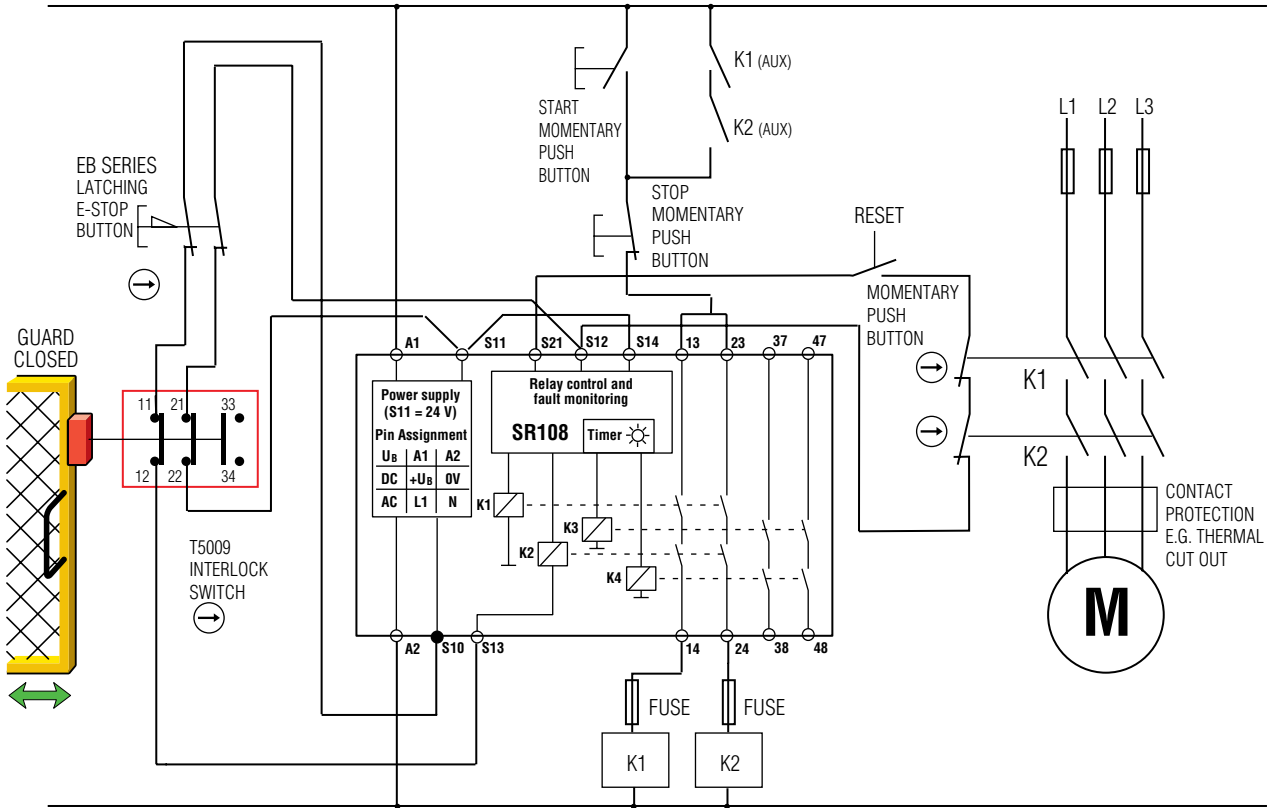 K1 (AUX)
START
MOMENTARY
PUSH
BUTTON
K2 (AUX)
L1 L2 L3
EB SERIES
LATCHING
E-STOP
BUTTON
STOP
MOMENTARY
PUSH
BUTTON
RESET
MOMENTARY
PUSH
BUTTON
GUARD
CLOSED
A1 S11 S21 S12 S14 13 23 37 47
11 21 33
12 22 34
Power supply
(S11 = 24 V)
Pin Assignment
UB A1 A2
DC +UB 0V
AC L1 N
Relay control and
fault monitoring
SR108 Timer
K1
K2
K3
K4
K1
K2
CONTACT
PROTECTION
E.G. THERMAL
CUT OUT
M
T5009
INTERLOCK
SWITCH
A2 S10 S13 14 24 38 48
FUSE FUSE
K1 K2